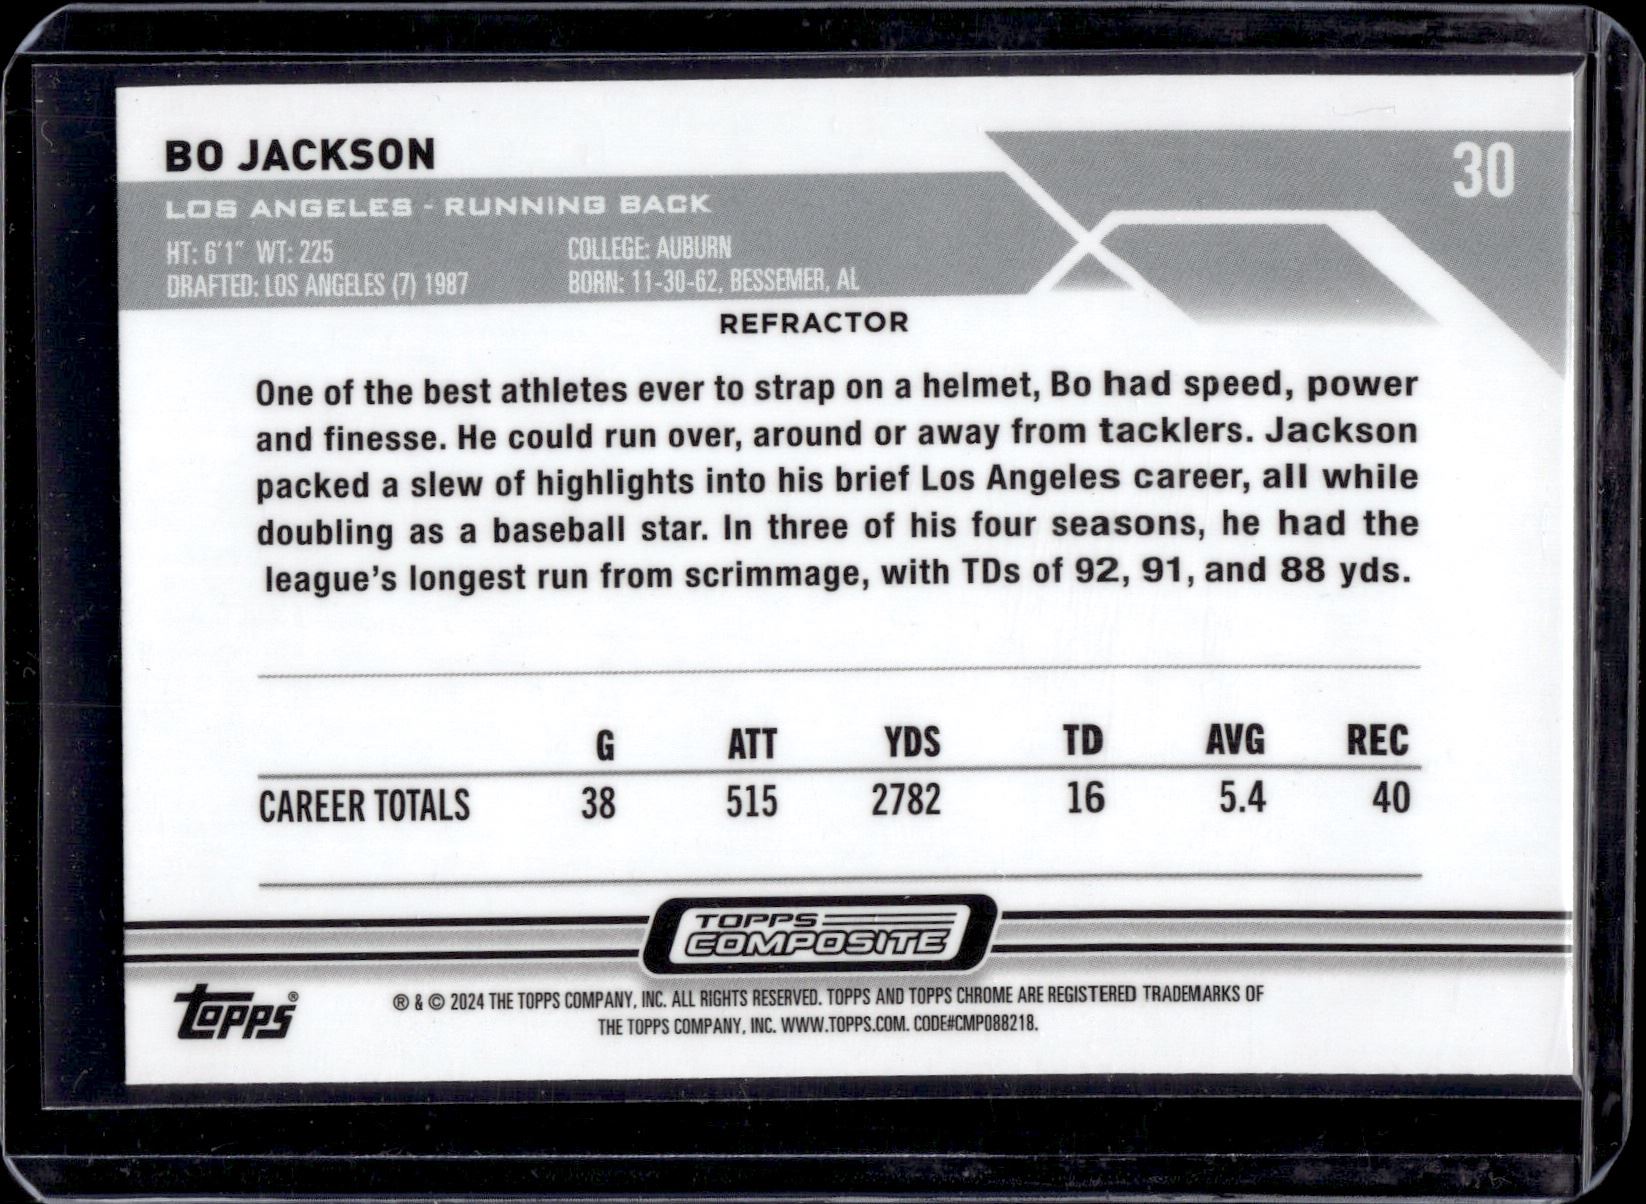 BO JACKSON
30
LOS ANGELES - RUNNING BACK
HT: 6'1" WT: 225 COLLEGE: AUBURN
DRAFTED: LOS ANGELES (7) 1987 BORN: 11-30-62, BESSEMER, AL
REFRACTOR
One of the best athletes ever to strap on a helmet, Bo had speed, power
and finesse. He could run over, around or away from tacklers. Jackson
packed a slew of highlights into his brief Los Angeles career, all while
doubling as a baseball star. In three of his four seasons, he had the
league's longest run from scrimmage, with TDs of 92, 91, and 88 yds.
G ATT YDS TD AVG REC
CAREER TOTALS 38 515 2782 16 5.4 40
TOPPS
COMPOSITE
Topps®
® & © 2024 THE TOPPS COMPANY, INC. ALL RIGHTS RESERVED. TOPPS AND TOPPS CHROME ARE REGISTERED TRADEMARKS OF
THE TOPPS COMPANY, INC. WWW.TOPPS.COM. CODE#CMP088218.